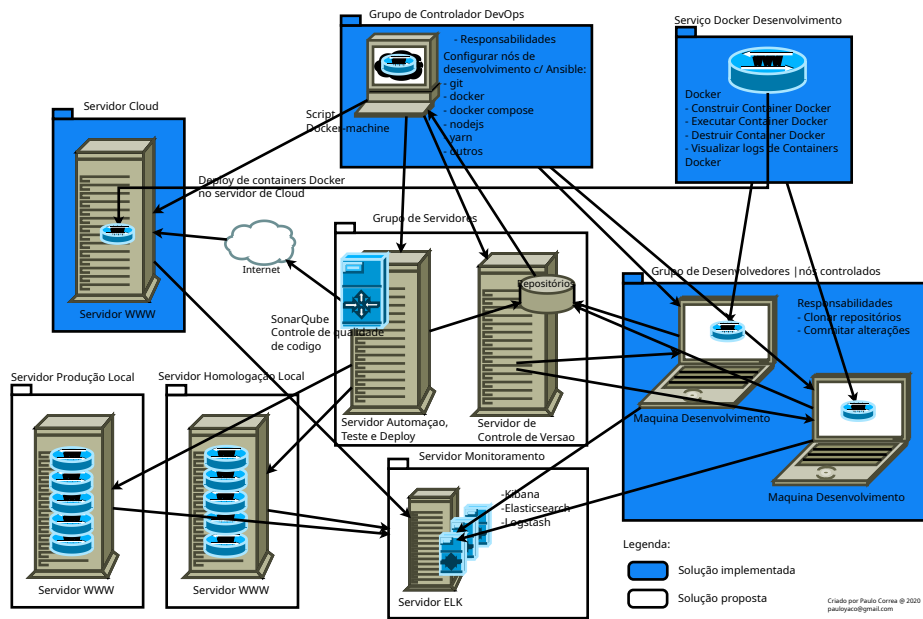 Grupo de Controlador DevOps
- Responsabilidades
Configurar nós de
desenvolvimento c/ Ansible:
- git
- docker
- docker compose
- nodejs
- yarn
- outros
Script
Docker-machine
Serviço Docker Desenvolvimento
Docker
- Construir Container Docker
- Executar Container Docker
- Destruir Container Docker
- Visualizar logs de Containers
Docker
Servidor Cloud
Deploy de containers Docker
no servidor de Cloud
Servidor WWW
Internet
Grupo de Servidores
Repositórios
SonarQube
Controle de qualidade
de codigo
Servidor Automaçao,
Teste e Deploy
Servidor de
Controle de Versao
Grupo de Desenvolvedores |nós controlados
Responsabilidades
- Clonar repositórios
- Commitar alterações
Maquina Desenvolvimento
Maquina Desenvolvimento
Servidor Produção Local
Servidor WWW
Servidor Homologação Local
Servidor WWW
Servidor Monitoramento
-Kibana
-Elasticsearch
-Logstash
Servidor ELK
Legenda:
Solução implementada
Solução proposta
Criado por Paulo Correa @ 2020
pauloyaco@gmail.com